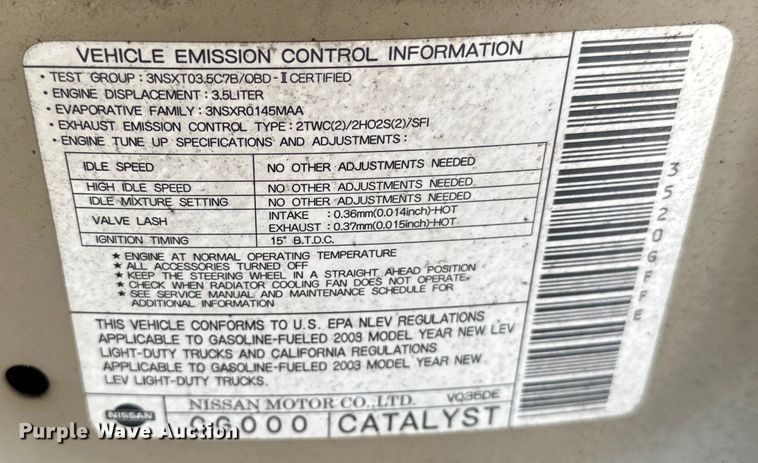 VEHICLE EMISSION CONTROL INFORMATION
• TEST GROUP : 3NSXT03.5C7B/OBD-II CERTIFIED
• ENGINE DISPLACEMENT : 3.5LITER
• EVAPORATIVE FAMILY : 3NSXR0145MAA
• EXHAUST EMISSION CONTROL TYPE : 2TWC(2)/2HO2S(2)/SFI
• ENGINE TUNE UP SPECIFICATIONS AND ADJUSTMENTS :
IDLE SPEED NO OTHER ADJUSTMENTS NEEDED
HIGH IDLE SPEED NO OTHER ADJUSTMENTS NEEDED
IDLE MIXTURE SETTING NO OTHER ADJUSTMENTS NEEDED
VALVE LASH INTAKE : 0.36mm(0.014inch)-HOT
EXHAUST : 0.37mm(0.015inch)-HOT
IGNITION TIMING 15° B.T.D.C.
★ ENGINE AT NORMAL OPERATING TEMPERATURE
★ ALL ACCESSORIES TURNED OFF
★ KEEP THE STEERING WHEEL IN A STRAIGHT AHEAD POSITION
★ CHECK WHEN RADIATOR COOLING FAN DOES NOT OPERATE.
★ SEE SERVICE MANUAL AND MAINTENANCE SCHEDULE FOR
ADDITIONAL INFORMATION
THIS VEHICLE CONFORMS TO U.S. EPA NLEV REGULATIONS
APPLICABLE TO GASOLINE-FUELED 2003 MODEL YEAR NEW LEV
LIGHT-DUTY TRUCKS AND CALIFORNIA REGULATIONS
APPLICABLE TO GASOLINE-FUELED 2003 MODEL YEAR NEW
LEV LIGHT-DUTY TRUCKS.
NISSAN
NISSAN MOTOR CO.,LTD. VQ35DE
CATALYST
3520GFFE
Purple Wave Auction